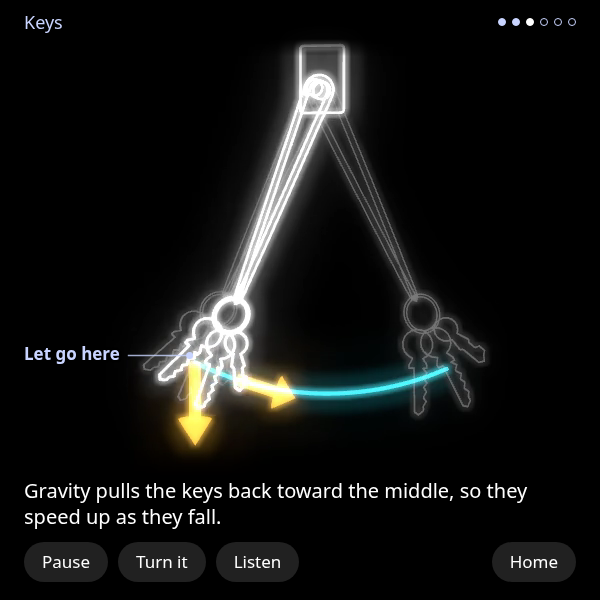 Keys
Let go here
Gravity pulls the keys back toward the middle, so they
speed up as they fall.
Pause
Turn it
Listen
Home